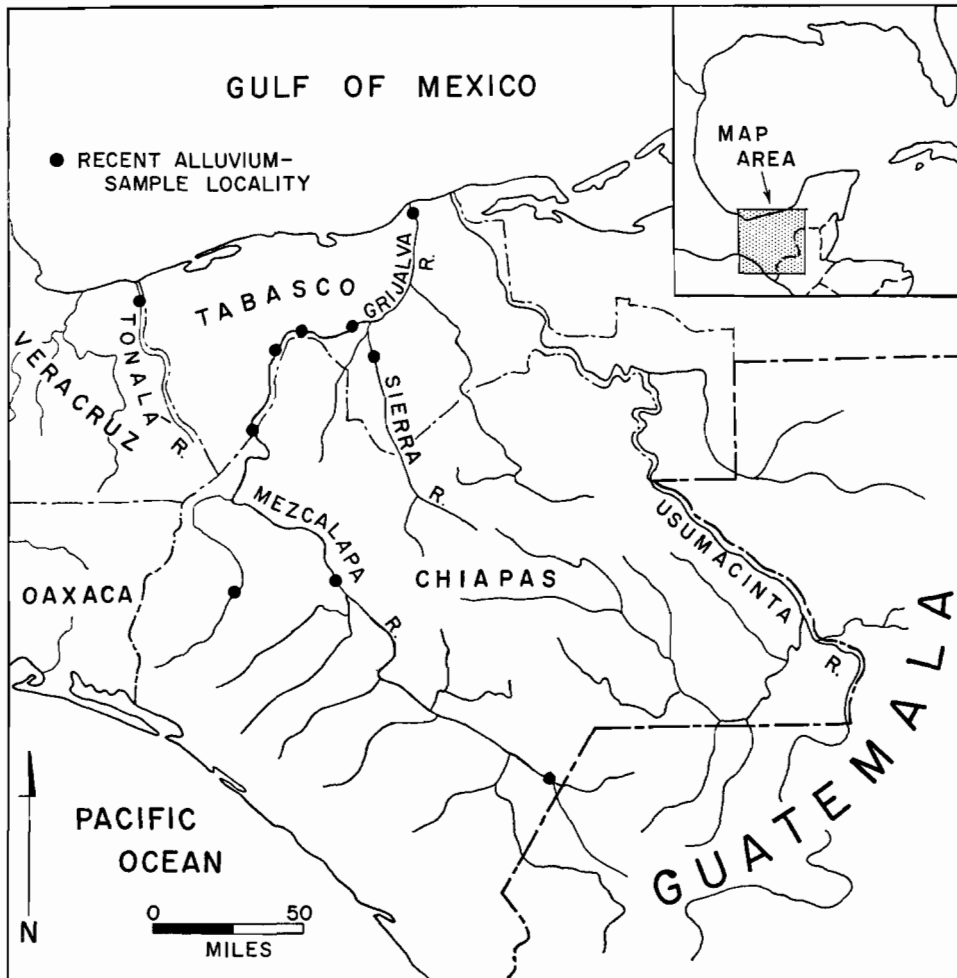 GULF OF MEXICO
MAP
AREA
● RECENT ALLUVIUM-
SAMPLE LOCALITY
GRIJALVA R.
TABASCO
TONALÁ R.
VERACRUZ
SIERRA R.
MEZCALAPA R.
USUMACINTA R.
CHIAPAS
OAXACA
GUATEMALA
PACIFIC
OCEAN
N
0 50
MILES